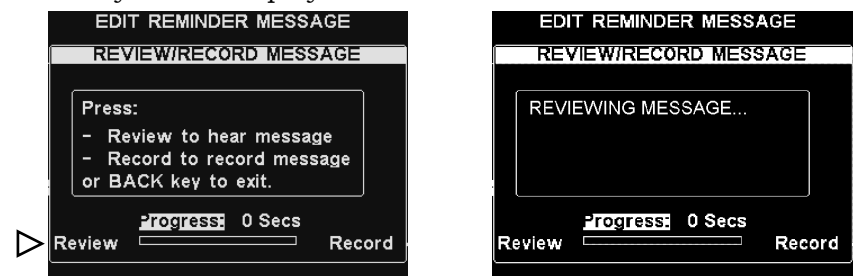 EDIT REMINDER MESSAGE
REVIEW/RECORD MESSAGE
Press:
- Review to hear message
- Record to record message
or BACK key to exit.
Progress: 0 Secs
Review Record
EDIT REMINDER MESSAGE
REVIEW/RECORD MESSAGE
REVIEWING MESSAGE...
Progress: 0 Secs
Review Record